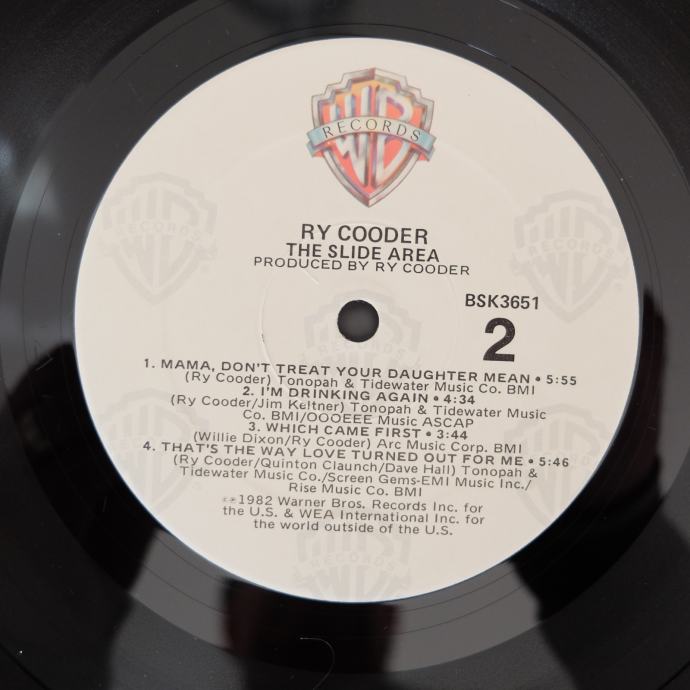 WB
RECORDS
RY COODER
THE SLIDE AREA
PRODUCED BY RY COODER
BSK3651
2
1. MAMA, DON'T TREAT YOUR DAUGHTER MEAN • 5:55
(Ry Cooder) Tonopah & Tidewater Music Co. BMI
2. I'M DRINKING AGAIN • 4:34
(Ry Cooder/Jim Keltner) Tonopah & Tidewater Music
Co. BMI/OOOEEE Music ASCAP
3. WHICH CAME FIRST • 3:44
(Willie Dixon/Ry Cooder) Arc Music Corp. BMI
4. THAT'S THE WAY LOVE TURNED OUT FOR ME • 5:46
(Ry Cooder/Quinton Claunch/Dave Hall) Tonopah &
Tidewater Music Co./Screen Gems-EMI Music Inc./
Rise Music Co. BMI
©℗1982 Warner Bros. Records Inc. for
the U.S. & WEA International Inc. for
the world outside of the U.S.